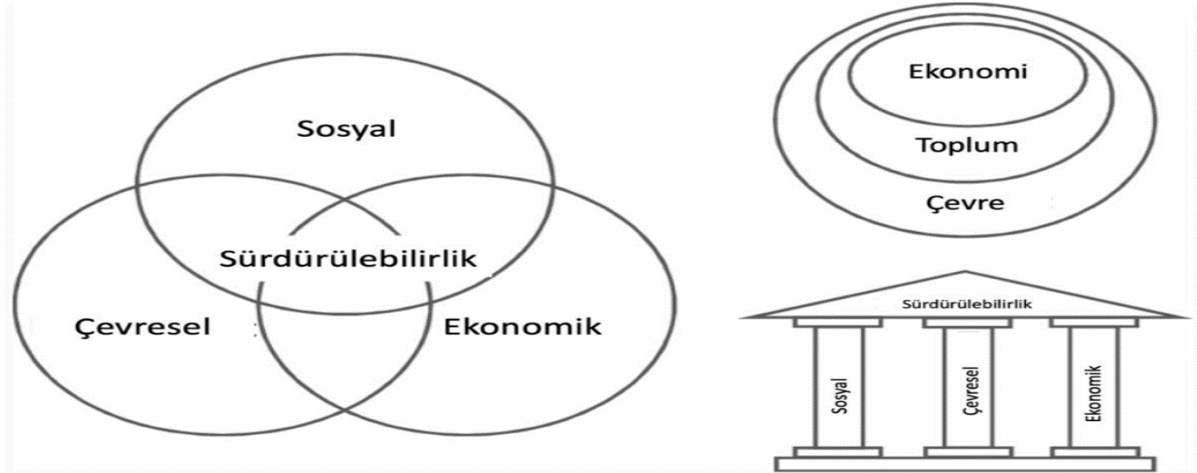 Sosyal
Sürdürülebilirlik
Çevresel
Ekonomik
Ekonomi
Toplum
Çevre
Sürdürülebilirlik
Sosyal
Çevresel
Ekonomik